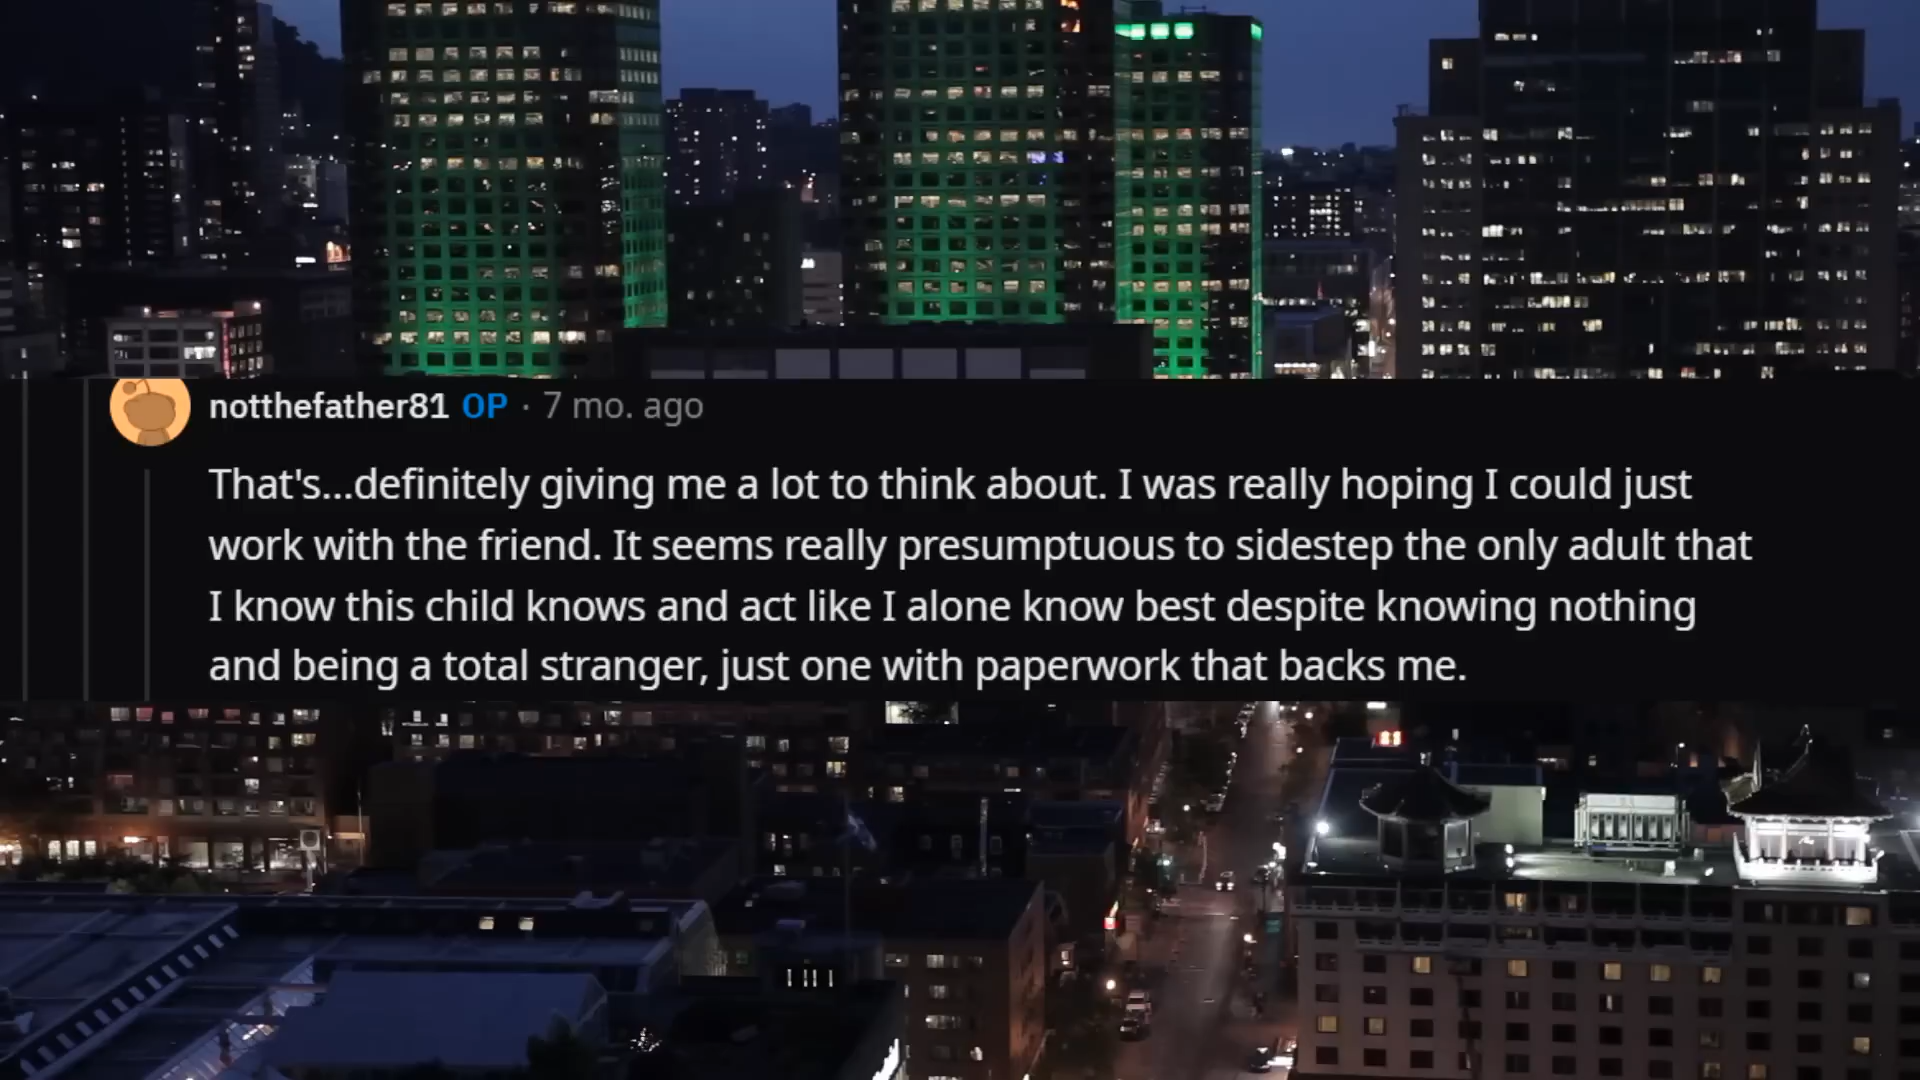 notthefather81 OP · 7 mo. ago
That's...definitely giving me a lot to think about. I was really hoping I could just
work with the friend. It seems really presumptuous to sidestep the only adult that
I know this child knows and act like I alone know best despite knowing nothing
and being a total stranger, just one with paperwork that backs me.